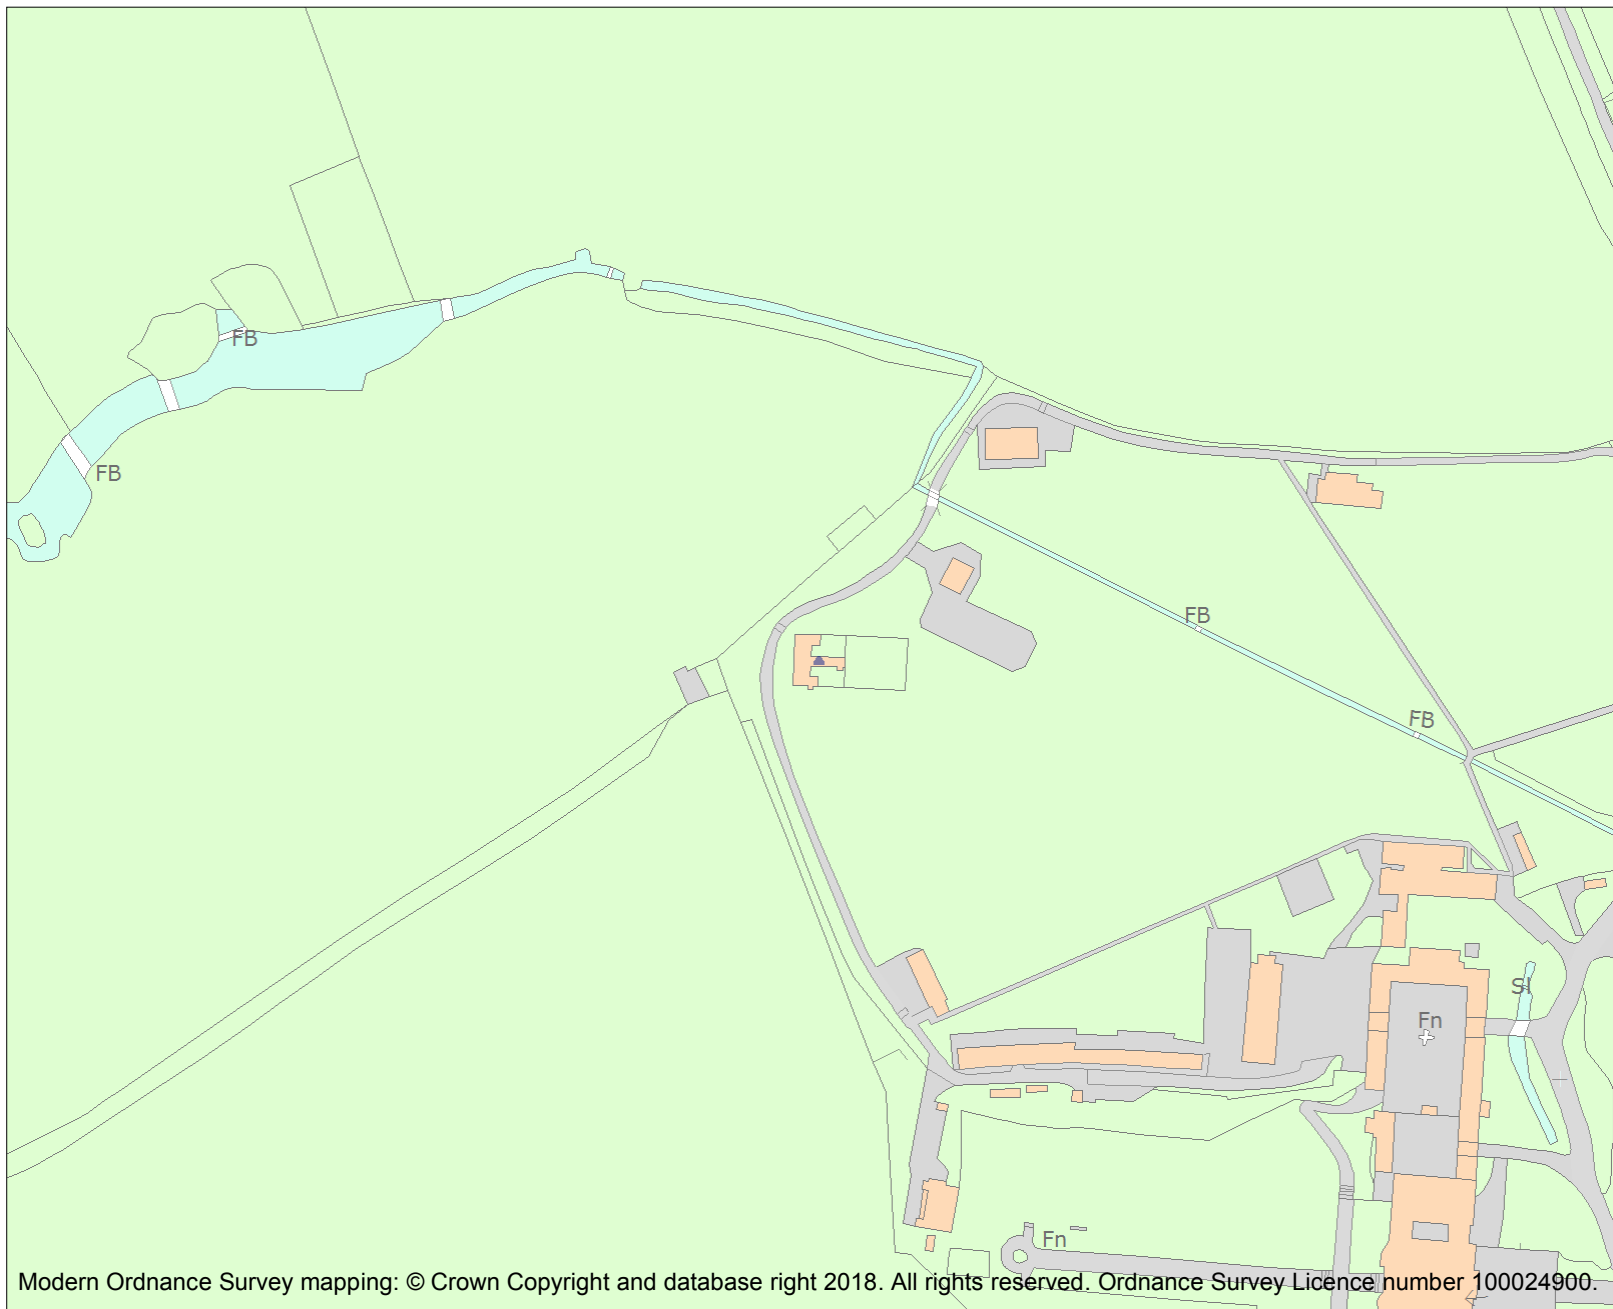 FB
FB
FB
FB
Sl
Fn
Fn
Modern Ordnance Survey mapping: © Crown Copyright and database right 2018. All rights reserved. Ordnance Survey Licence number 100024900.